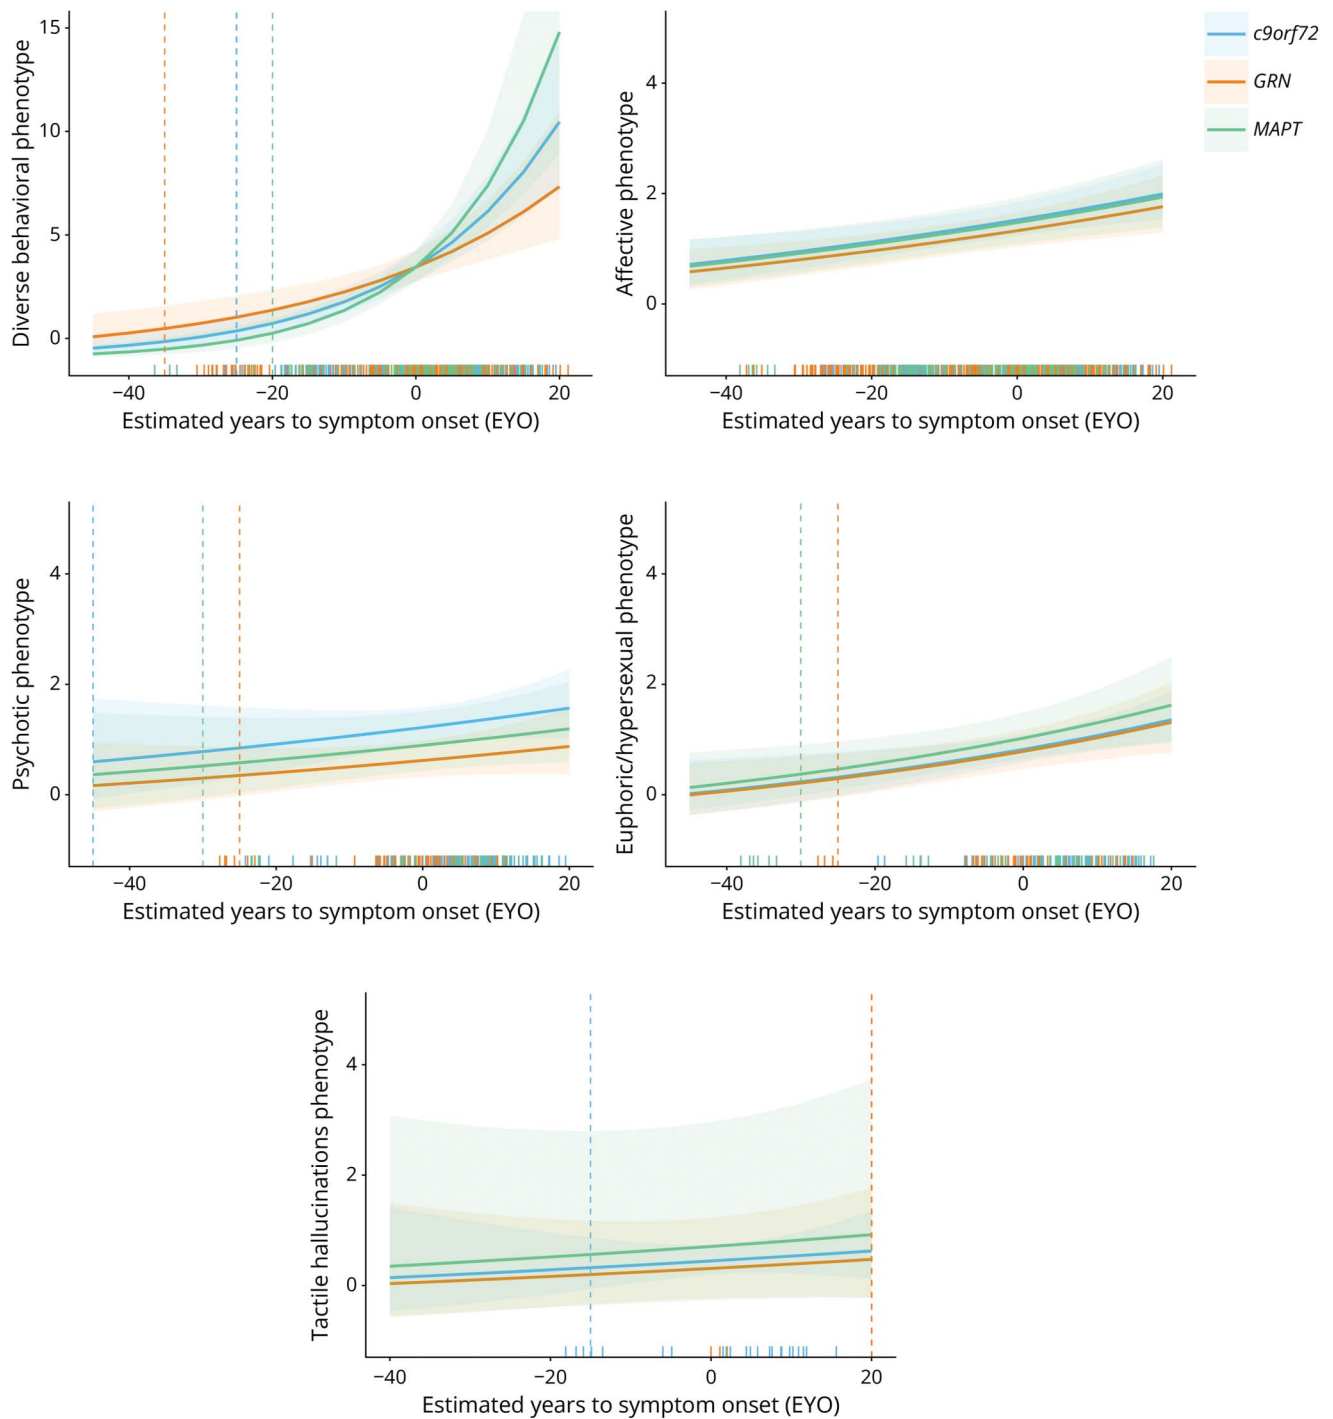 Diverse behavioral phenotype
15
10
5
0
−40
−20
0
20
Estimated years to symptom onset (EYO)
Affective phenotype
4
2
0
−40
−20
0
20
Estimated years to symptom onset (EYO)
c9orf72
GRN
MAPT
Psychotic phenotype
4
2
0
−40
−20
0
20
Estimated years to symptom onset (EYO)
Euphoric/hypersexual phenotype
4
2
0
−40
−20
0
20
Estimated years to symptom onset (EYO)
Tactile hallucinations phenotype
4
2
0
−40
−20
0
20
Estimated years to symptom onset (EYO)